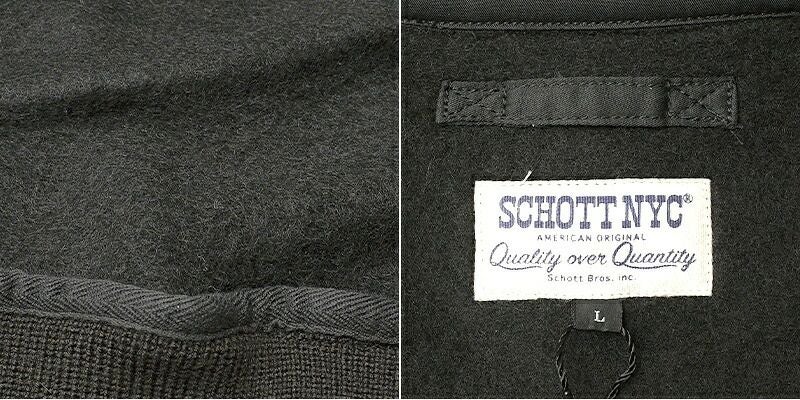 SCHOTT NYC®
AMERICAN ORIGINAL
Quality over Quantity
Schott Bros. Inc.
L